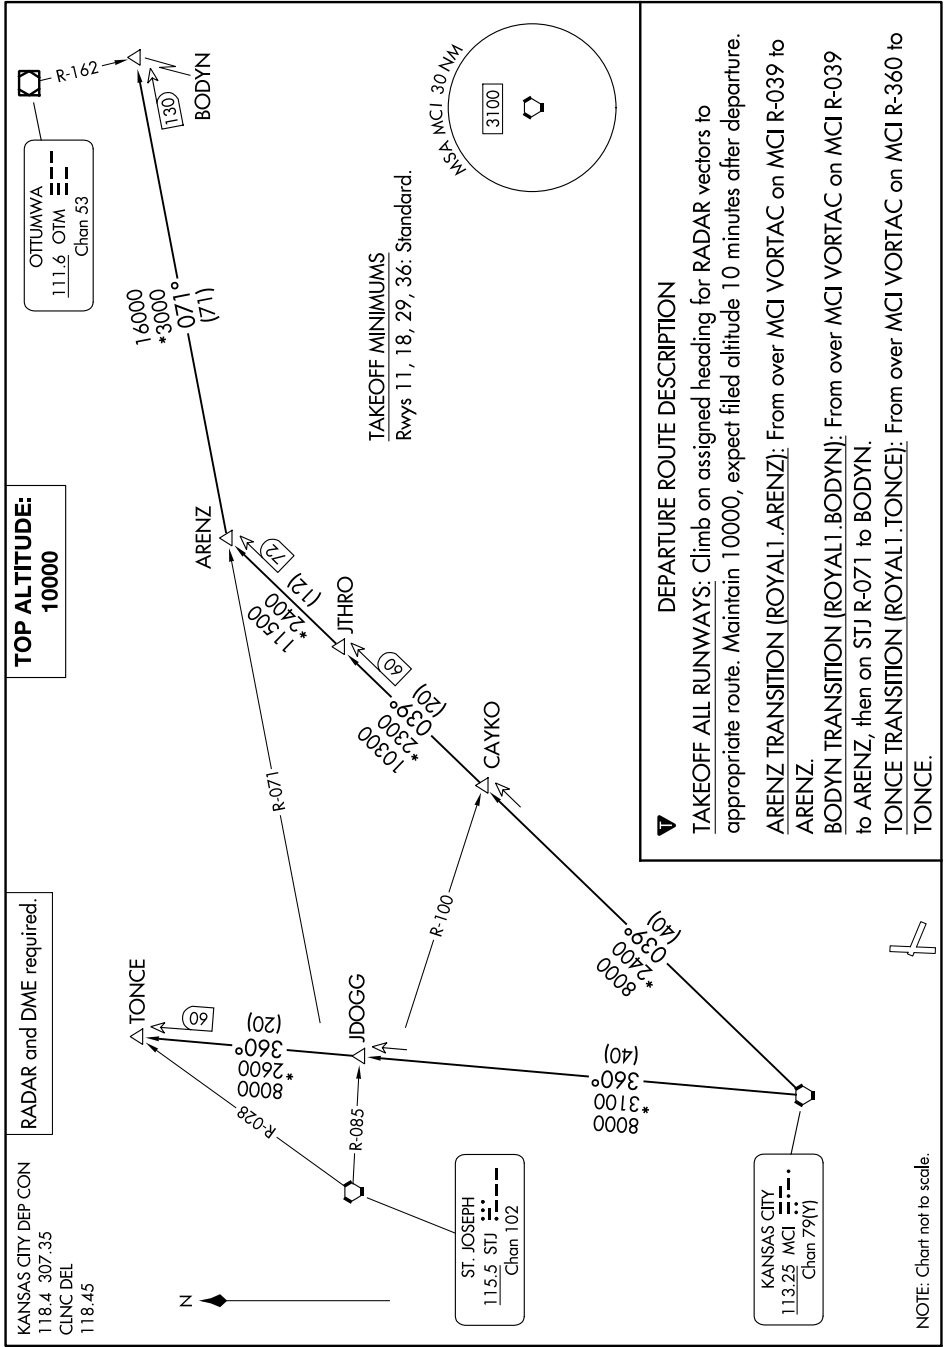 KANSAS CITY DEP CON
118.4 307.35
CLNC DEL
118.45
RADAR and DME required.
TOP ALTITUDE:
10000
N
TONCE
60
8000
*2600
360°
(20)
R-028
JDOGG
R-085
ST. JOSEPH
115.5 STJ
Chan 102
8000
*3100
360°
(40)
KANSAS CITY
113.25 MCI
Chan 79(Y)
R-071
R-100
8000
*2400
039°
(40)
CAYKO
10300
*2300
039°
(20)
60
JTHRO
11500
*2400
(12)
72
ARENZ
16000
*3000
071°
(71)
OTTUMWA
111.6 OTM
Chan 53
R-162
130
BODYN
TAKEOFF MINIMUMS
Rwys 11, 18, 29, 36: Standard.
MSA MCI 30 NM
3100
T
DEPARTURE ROUTE DESCRIPTION
TAKEOFF ALL RUNWAYS: Climb on assigned heading for RADAR vectors to
appropriate route. Maintain 10000, expect filed altitude 10 minutes after departure.
ARENZ TRANSITION (ROYAL1.ARENZ): From over MCI VORTAC on MCI R-039 to
ARENZ.
BODYN TRANSITION (ROYAL1.BODYN): From over MCI VORTAC on MCI R-039
to ARENZ, then on STJ R-071 to BODYN.
TONCE TRANSITION (ROYAL1.TONCE): From over MCI VORTAC on MCI R-360 to
TONCE.
NOTE: Chart not to scale.